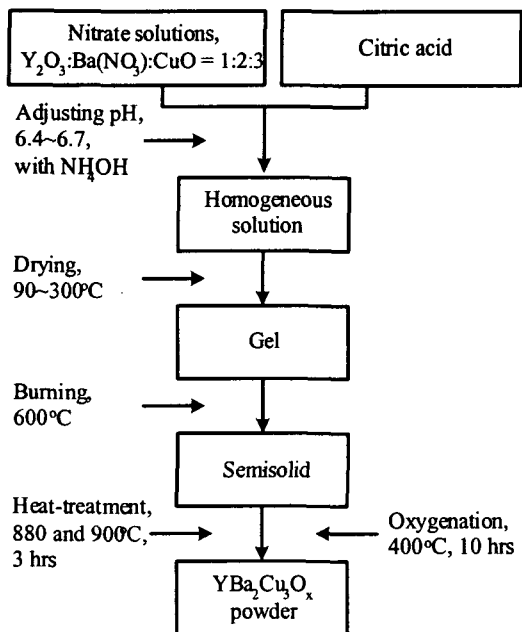 Nitrate solutions,
Y₂O₃:Ba(NO₃):CuO = 1:2:3
Citric acid
Adjusting pH,
6.4~6.7,
with NH₄OH
Homogeneous
solution
Drying,
90~300°C
Gel
Burning,
600°C
Semisolid
Heat-treatment,
880 and 900°C,
3 hrs
Oxygenation,
400°C, 10 hrs
YBa₂Cu₃Oₓ
powder